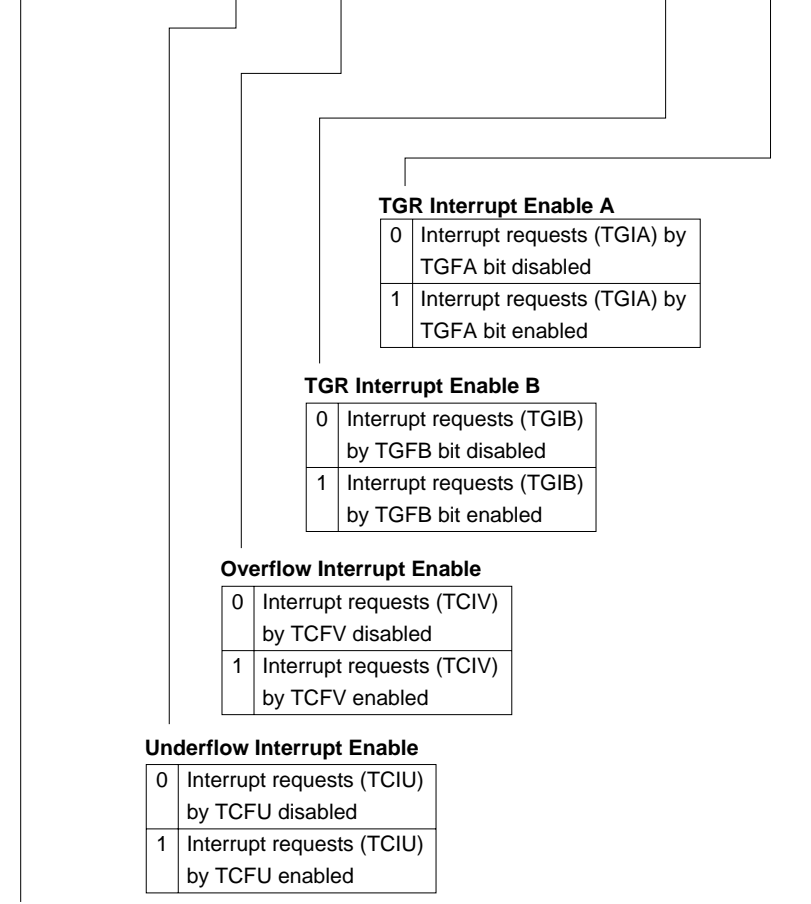 TGR Interrupt Enable A
0 Interrupt requests (TGIA) by
TGFA bit disabled
1 Interrupt requests (TGIA) by
TGFA bit enabled
TGR Interrupt Enable B
0 Interrupt requests (TGIB)
by TGFB bit disabled
1 Interrupt requests (TGIB)
by TGFB bit enabled
Overflow Interrupt Enable
0 Interrupt requests (TCIV)
by TCFV disabled
1 Interrupt requests (TCIV)
by TCFV enabled
Underflow Interrupt Enable
0 Interrupt requests (TCIU)
by TCFU disabled
1 Interrupt requests (TCIU)
by TCFU enabled